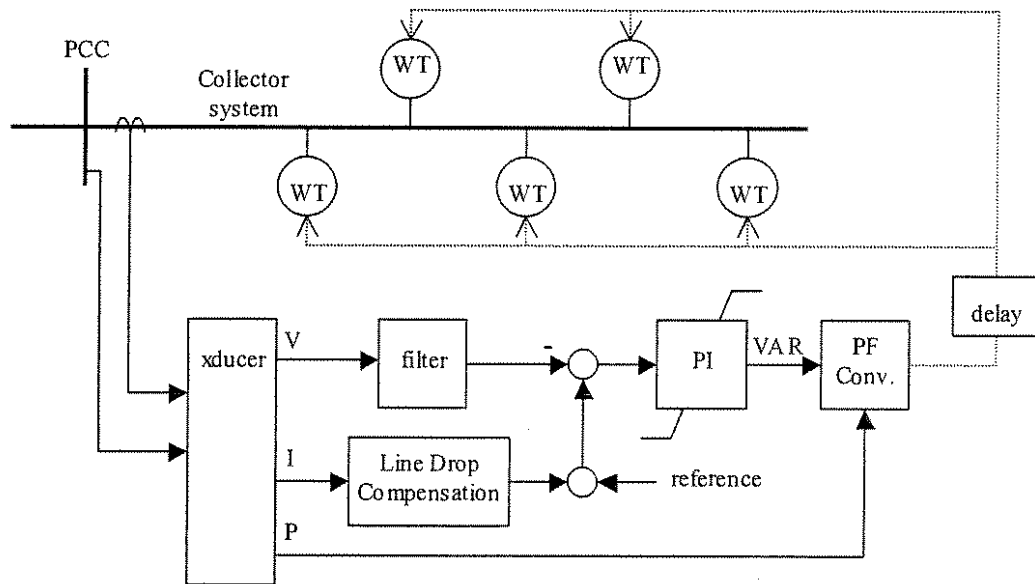 PCC
WT
WT
Collector
system
WT
WT
WT
delay
xducer
V
filter
-
PI
VAR
PF
Conv.
I
Line Drop
Compensation
reference
P